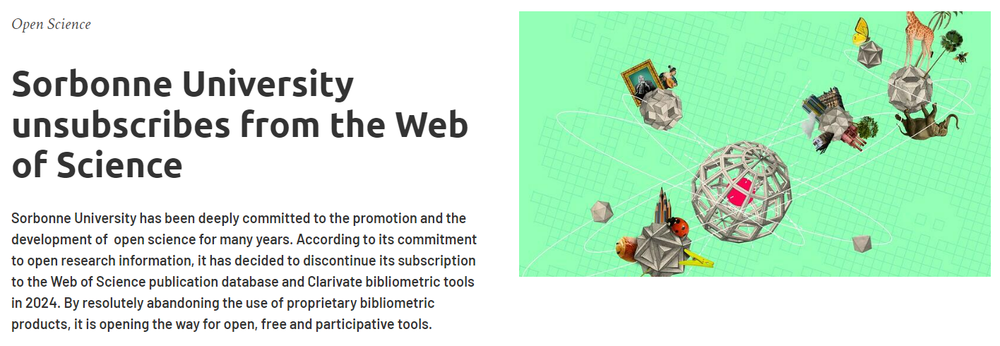 Open Science
Sorbonne University
unsubscribes from the Web
of Science
Sorbonne University has been deeply committed to the promotion and the
development of  open science for many years. According to its commitment
to open research information, it has decided to discontinue its subscription
to the Web of Science publication database and Clarivate bibliometric tools
in 2024. By resolutely abandoning the use of proprietary bibliometric
products, it is opening the way for open, free and participative tools.